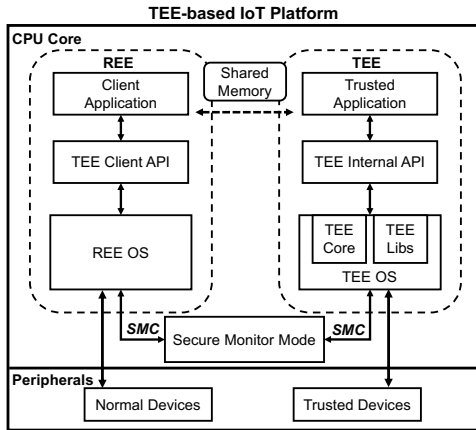 TEE-based IoT Platform
CPU Core
REE
Client
Application
TEE Client API
REE OS
Shared
Memory
TEE
Trusted
Application
TEE Internal API
TEE
Core
TEE
Libs
TEE OS
SMC
Secure Monitor Mode
SMC
Peripherals
Normal Devices
Trusted Devices